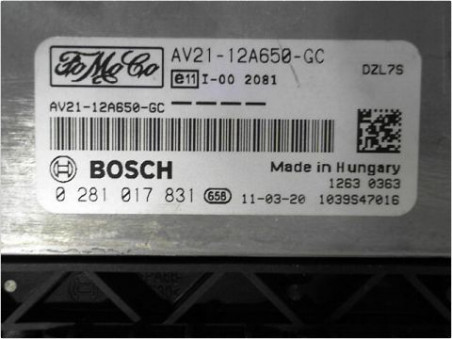 FoMoCo AV21-12A650-GC
e11 I-00 2081
DZL7S
AV21-12A650-GC
BOSCH
Made in Hungary
1263 0363
0 281 017 831 658 11-03-20 1039S47016